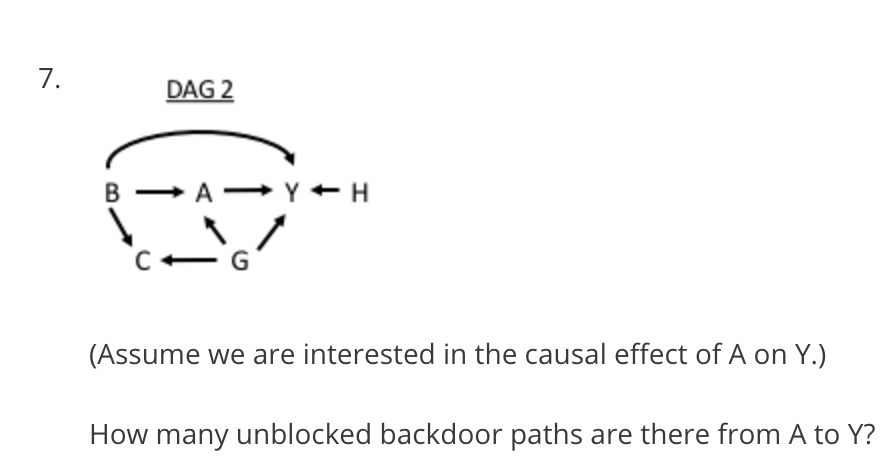 7.
DAG 2
B A Y H
C G
(Assume we are interested in the causal effect of A on Y.)
How many unblocked backdoor paths are there from A to Y?